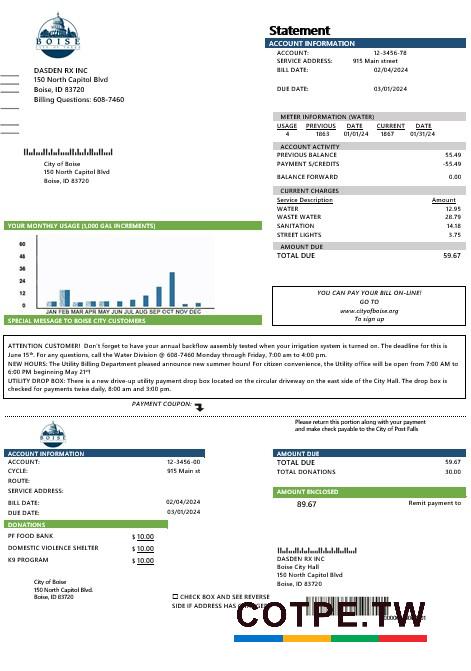 BOISE
Statement
ACCOUNT INFORMATION
ACCOUNT: 12-3456-78
SERVICE ADDRESS: 915 Main street
BILL DATE: 02/04/2024
DUE DATE: 03/01/2024
DASDEN RX INC
150 North Capitol Blvd
Boise, ID 83720
Billing Questions: 608-7460
METER INFORMATION (WATER)
USAGE PREVIOUS DATE CURRENT DATE
4 1863 01/01/24 1867 01/31/24
ACCOUNT ACTIVITY
PREVIOUS BALANCE 55.49
PAYMENT S/CREDITS -55.49
BALANCE FORWARD 0.00
City of Boise
150 North Capitol Blvd
Boise, ID 83720
CURRENT CHARGES
Service Description Amount
WATER 12.95
WASTE WATER 28.79
SANITATION 14.18
STREET LIGHTS 3.75
AMOUNT DUE
TOTAL DUE 59.67
YOUR MONTHLY USAGE (1,000 GAL INCREMENTS)
60
45
30
15
0
JAN FEB MAR APR MAY JUN JUL AUG SEP OCT NOV DEC
YOU CAN PAY YOUR BILL ON-LINE!
GO TO
www.cityofboise.org
To sign up
SPECIAL MESSAGE TO BOISE CITY CUSTOMERS
ATTENTION CUSTOMER! Don't forget to have your annual backflow assembly tested when your irrigation system is turned on. The deadline for this is
June 15th. For any questions, call the Water Division @ 608-7460 Monday through Friday, 7:00 am to 4:00 pm.
NEW HOURS: The Utility Billing Department please announce new summer hours! For citizen convenience, the Utility office will be open from 7:00 AM to
6:00 PM beginning May 21st!
UTILITY DROP BOX: There is a new drive-up utility payment drop box located on the circular driveway on the east side of the City Hall. The drop box is
checked for payments twice daily, 8:00 am and 3:00 pm.
PAYMENT COUPON:
Please return this portion along with your payment
and make check payable to the City of Post Falls
BOISE
ACCOUNT INFORMATION
ACCOUNT: 12-3456-00
CYCLE: 915 Main st
ROUTE:
SERVICE ADDRESS:
BILL DATE: 02/04/2024
DUE DATE: 03/01/2024
AMOUNT DUE
TOTAL DUE 59.67
TOTAL DONATIONS 30.00
AMOUNT ENCLOSED
89.67 Remit payment to
DONATIONS
PF FOOD BANK $ 10.00
DOMESTIC VIOLENCE SHELTER $ 10.00
K9 PROGRAM $ 10.00
DASDEN RX INC
Boise City Hall
150 North Capitol Blvd
Boise, ID 83720
City of Boise
150 North Capitol Blvd.
Boise, ID 83720
CHECK BOX AND SEE REVERSE
SIDE IF ADDRESS HAS
COTPE.TW